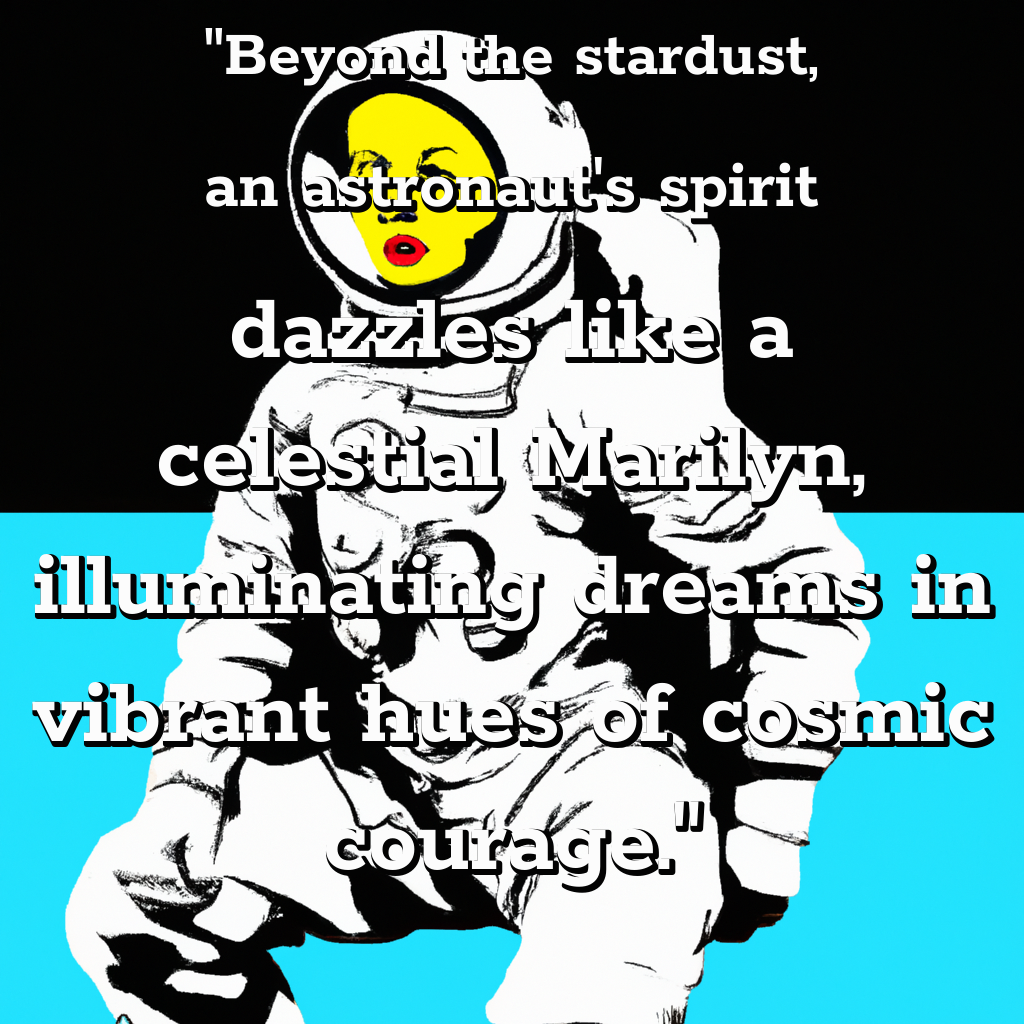 "Beyond the stardust,
an astronaut's spirit
dazzles like a
celestial Marilyn,
illuminating dreams in
vibrant hues of cosmic
courage."